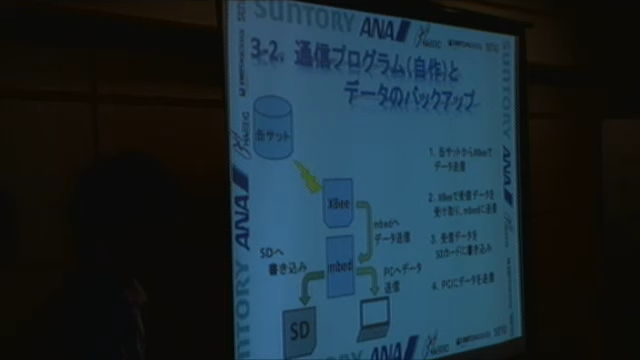 SUNTORY ANA
3-2. 通信プログラム(自作)と
データのバックアップ
缶サット
XBee
mbedへ
データ送信
SDへ
書き込み
mbed
PCへデータ
送信
SD
1. 缶サットからXBeeで
データ送信
2. XBeeで受信データを
受け取り、mbedに送信
3. 受信データを
SDカードに書き込み
4. PCにデータを送信
SUNTORY ANA
SUNTORY ANA
SUNTORY ANA